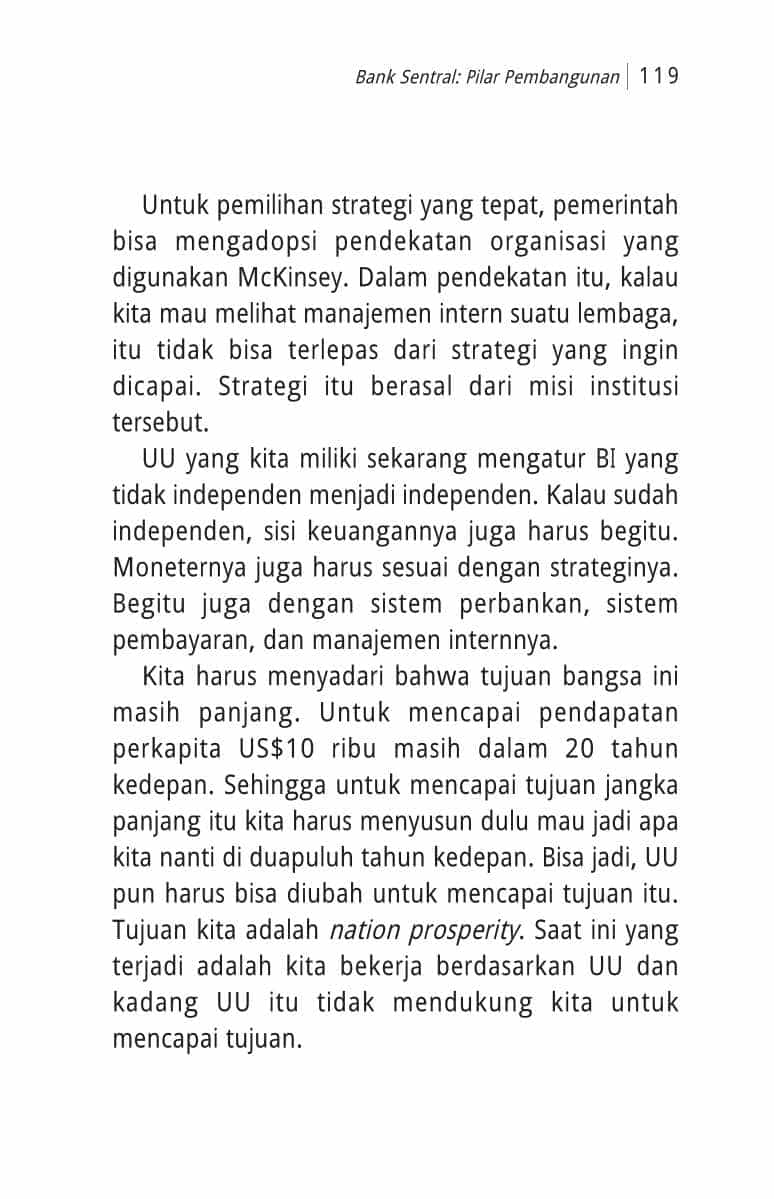 Bank Sentral: Pilar Pembangunan | 119
Untuk pemilihan strategi yang tepat, pemerintah
bisa mengadopsi pendekatan organisasi yang
digunakan McKinsey. Dalam pendekatan itu, kalau
kita mau melihat manajemen intern suatu lembaga,
itu tidak bisa terlepas dari strategi yang ingin
dicapai. Strategi itu berasal dari misi institusi
tersebut.
UU yang kita miliki sekarang mengatur BI yang
tidak independen menjadi independen. Kalau sudah
independen, sisi keuangannya juga harus begitu.
Moneternya juga harus sesuai dengan strateginya.
Begitu juga dengan sistem perbankan, sistem
pembayaran, dan manajemen internnya.
Kita harus menyadari bahwa tujuan bangsa ini
masih panjang. Untuk mencapai pendapatan
perkapita US$10 ribu masih dalam 20 tahun
kedepan. Sehingga untuk mencapai tujuan jangka
panjang itu kita harus menyusun dulu mau jadi apa
kita nanti di duapuluh tahun kedepan. Bisa jadi, UU
pun harus bisa diubah untuk mencapai tujuan itu.
Tujuan kita adalah nation prosperity. Saat ini yang
terjadi adalah kita bekerja berdasarkan UU dan
kadang UU itu tidak mendukung kita untuk
mencapai tujuan.